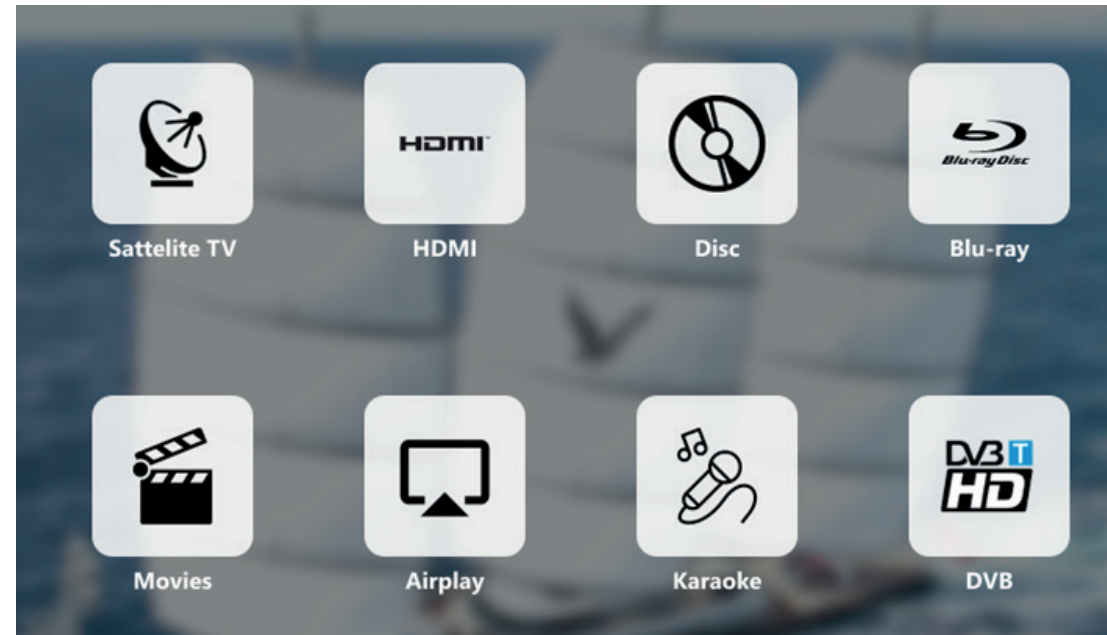 HDMI
Blu-ray Disc
Sattelite TV
HDMI
Disc
Blu-ray
DVB T
HD
Movies
Airplay
Karaoke
DVB